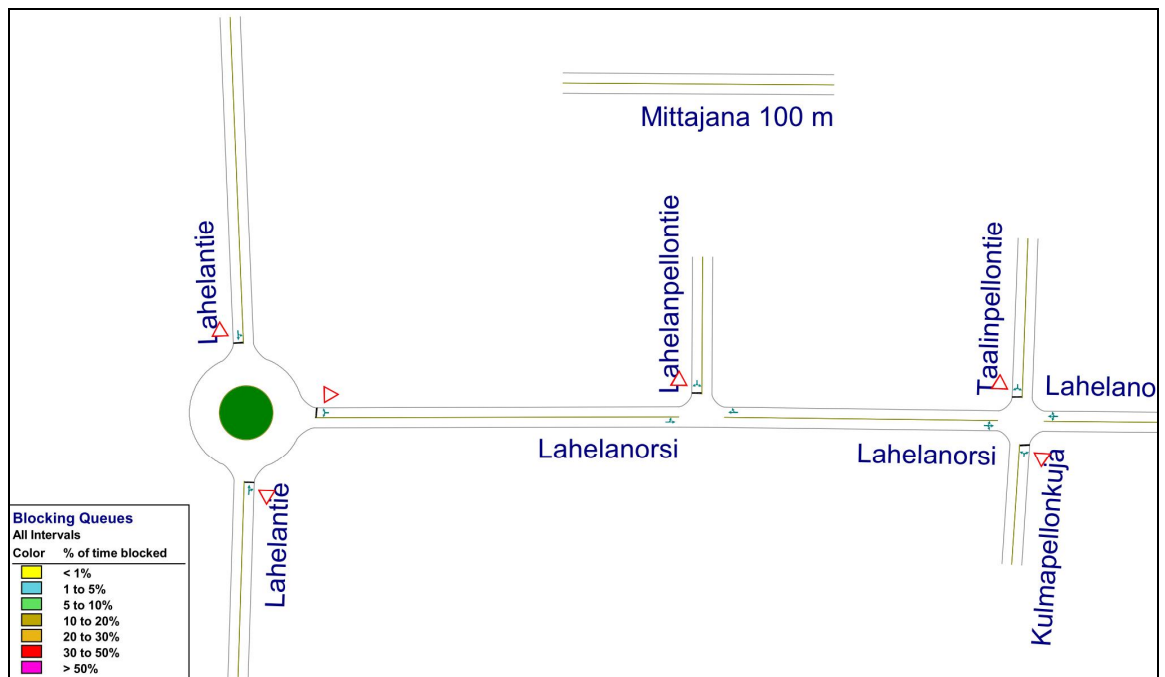 Mittajana 100 m
Lahelantie
Lahelanpellontie
Taalinpellontie
Lahelano
Lahelanorsi
Lahelanorsi
Kulmapellonkuja
Lahelantie
Blocking Queues
All Intervals
Color % of time blocked
< 1%
1 to 5%
5 to 10%
10 to 20%
20 to 30%
30 to 50%
> 50%